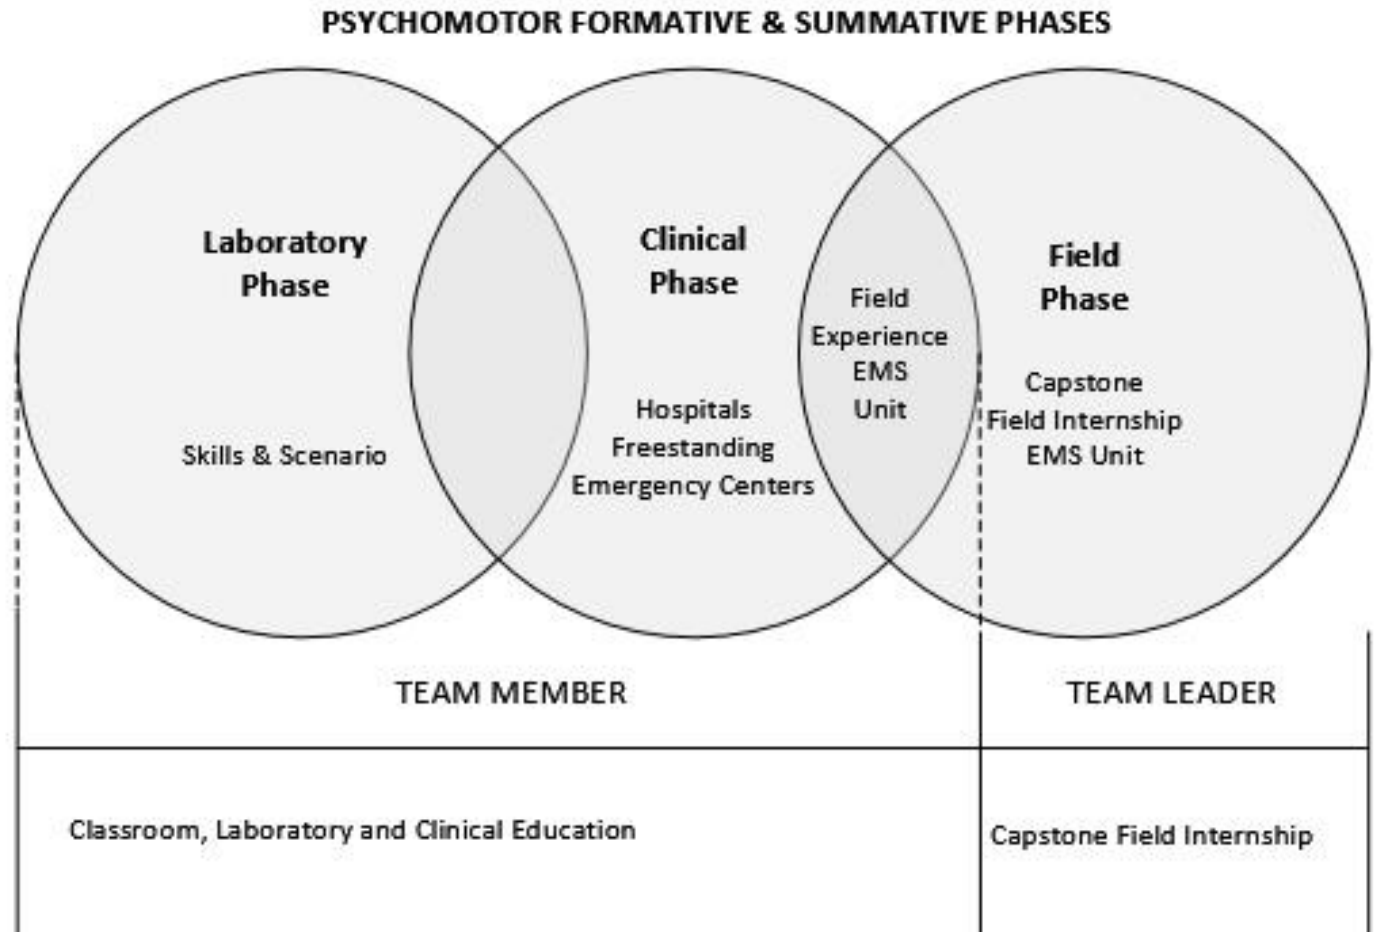 PSYCHOMOTOR FORMATIVE & SUMMATIVE PHASES
Laboratory
Phase
Skills & Scenario
Clinical
Phase
Hospitals
Freestanding
Emergency Centers
Field
Experience
EMS
Unit
Field
Phase
Capstone
Field Internship
EMS Unit
TEAM MEMBER
TEAM LEADER
Classroom, Laboratory and Clinical Education
Capstone Field Internship